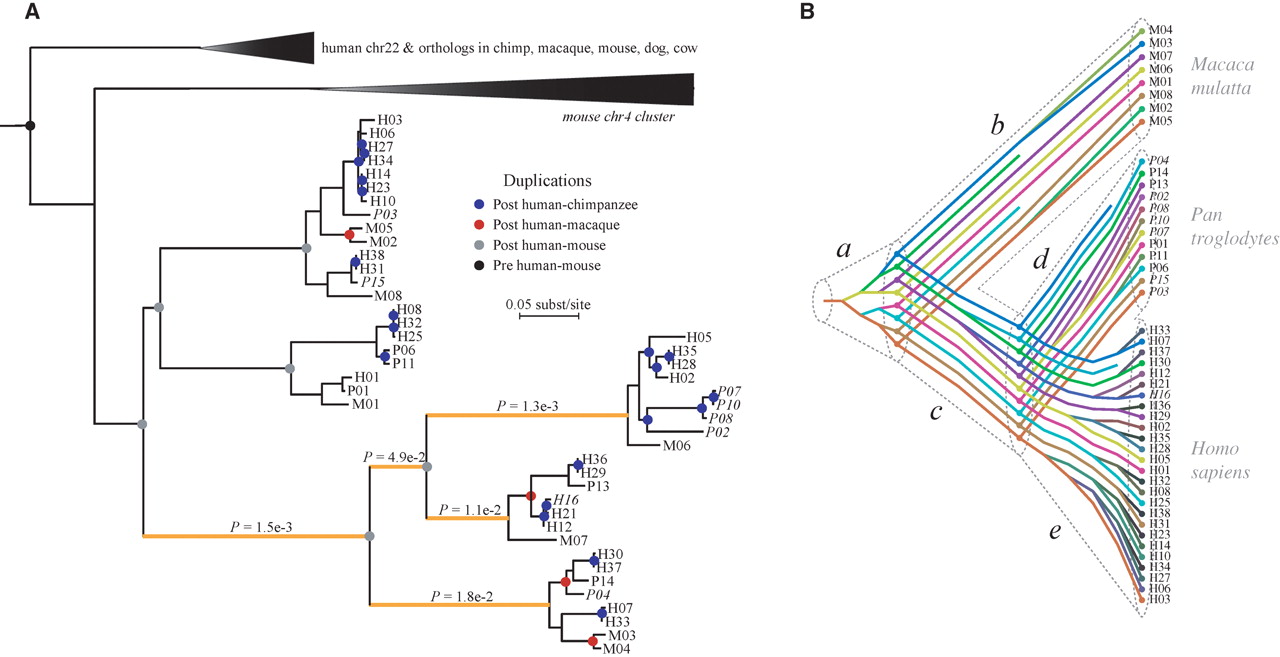 A
human chr22 & orthologs in chimp, macaque, mouse, dog, cow
mouse chr4 cluster
H03
H06
H27
H34
H14
H23
H10
P03
M05
M02
H38
H31
P15
M08
H08
H32
H25
P06
P11
H01
P01
M01
Duplications
Post human-chimpanzee
Post human-macaque
Post human-mouse
Pre human-mouse
0.05 subst/site
P = 1.3e-3
P = 4.9e-2
P = 1.1e-2
P = 1.5e-3
P = 1.8e-2
H05
H35
H28
H02
P07
P10
P08
P02
M06
H36
H29
P13
H16
H21
H12
M07
H30
H37
P14
P04
H07
H33
M03
M04
B
a
b
c
d
e
M04
M03
M07
M06
M01
M08
M02
M05
Macaca
mulatta
P04
P14
P13
P02
P08
P10
P07
P01
P11
P06
P15
P03
Pan
troglodytes
H33
H07
H37
H30
H12
H21
H16
H36
H29
H02
H35
H28
H05
H01
H32
H08
H25
H38
H31
H23
H14
H10
H34
H27
H06
H03
Homo
sapiens